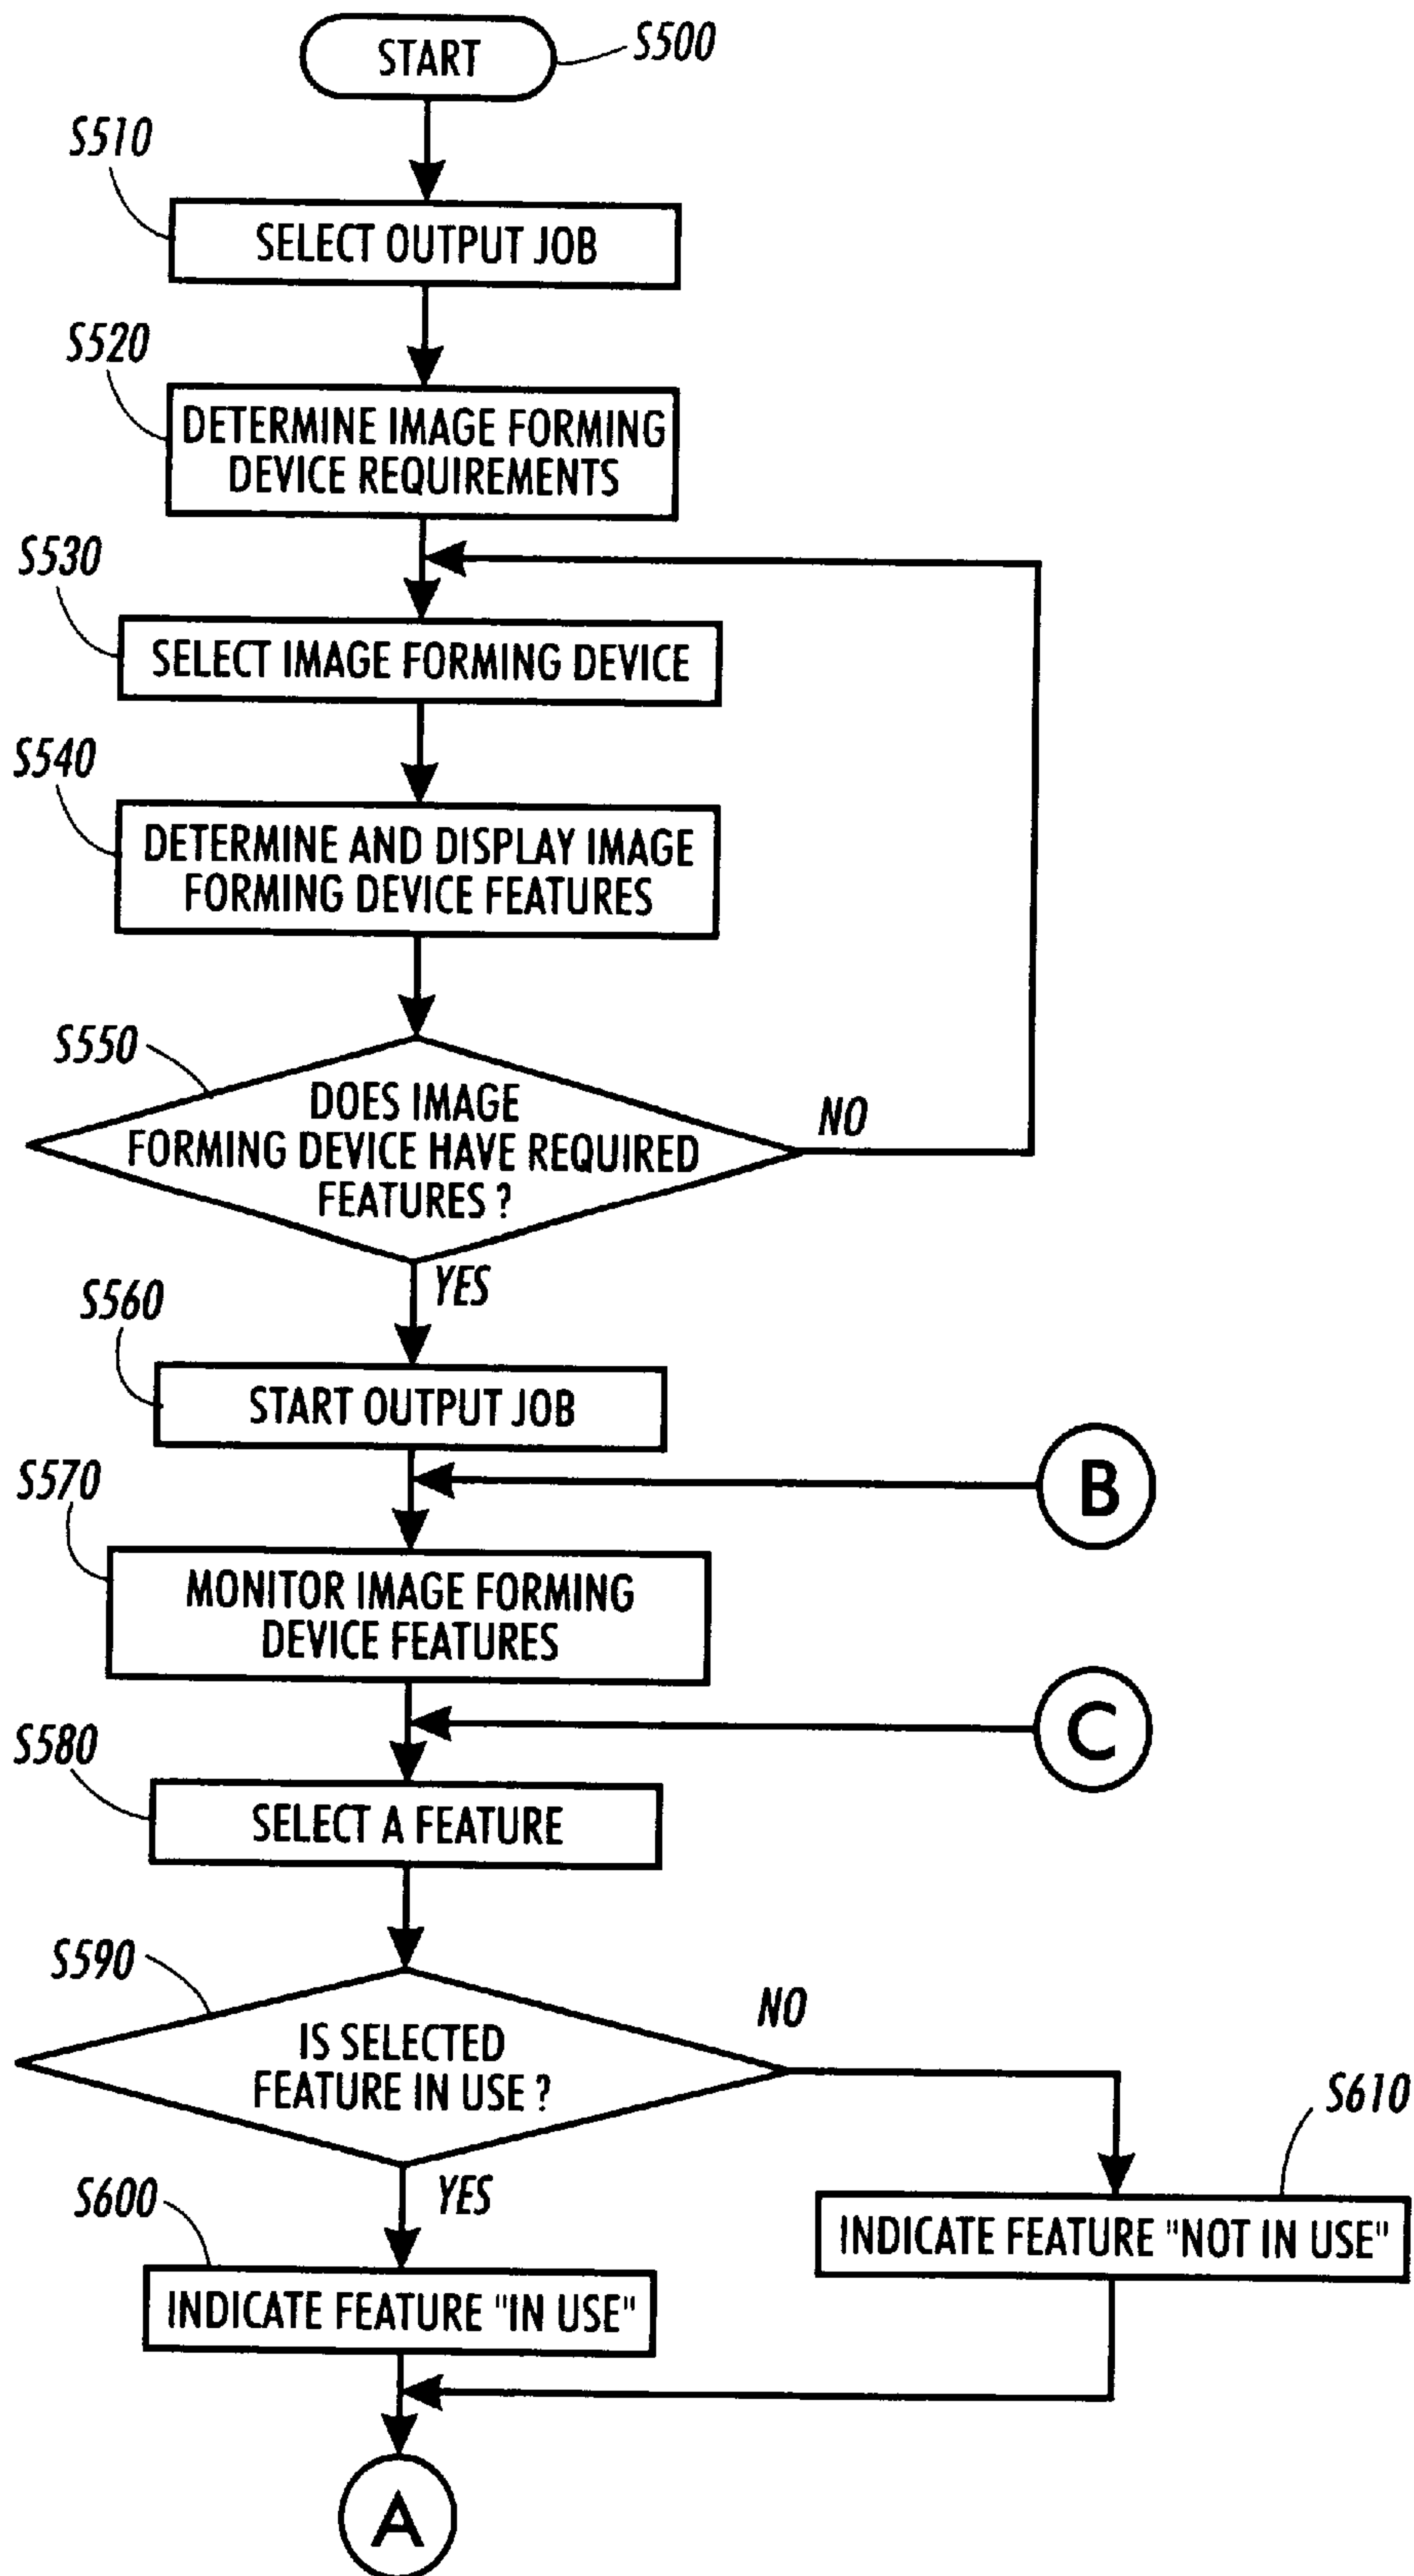 START
S500
S510
SELECT OUTPUT JOB
S520
DETERMINE IMAGE FORMING
DEVICE REQUIREMENTS
S530
SELECT IMAGE FORMING DEVICE
S540
DETERMINE AND DISPLAY IMAGE
FORMING DEVICE FEATURES
S550
DOES IMAGE
FORMING DEVICE HAVE REQUIRED
FEATURES ?
NO
YES
S560
START OUTPUT JOB
B
S570
MONITOR IMAGE FORMING
DEVICE FEATURES
C
S580
SELECT A FEATURE
S590
IS SELECTED
FEATURE IN USE ?
NO
YES
S610
INDICATE FEATURE "NOT IN USE"
S600
INDICATE FEATURE "IN USE"
A